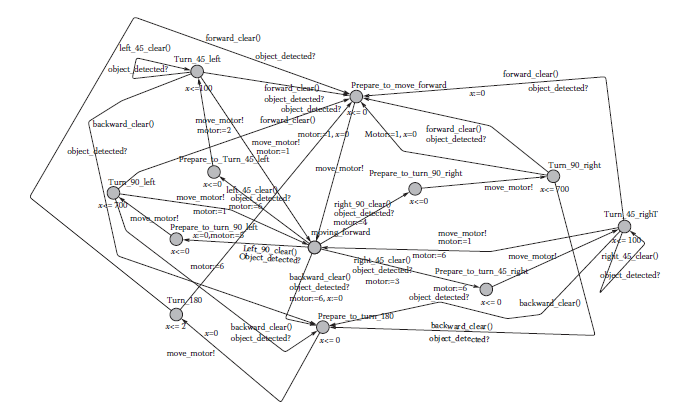 forward_clear()
left_45_clear()
object_detected?
Turn_45_left
forward_clear()
object_detected?
Prepare_to_move_forward
object_detected?
x<=100
forward_clear()
x:=0
object_detected?
object_detected?
object_detected?
x<= 0
backward_clear()
move_motor!
forward_clear()
motor:=2
motor:=1, x=0
Motor:=1, x=0
forward_clear()
object_detected?
move_motor!
motor:=1
object_detected?
Prepare_to_Turn_45_left
move_motor!
Prepare_to_turn_90_right
Turn_90_right
Turn_90_left
x<=0
left_45_clear()
object_detected?
motor:=6
x<=0
move_motor!
x<= 700
x<= 700
move_motor!
motor:=1
right_90_clear()
object_detected?
motor:=4
Turn_45_righT
move_motor!
Prepare_to_turn_90_left
x:=0,motor:=5
moving_forward
move_motor!
motor:=1
x<= 100
x<=0
Left_90_clear()
Object_detected?
motor:=6
move_motor!
right_45_clear()
object_detected?
motor:=6
right_45_clear()
object_detected?
motor:=3
Prepare_to_turn_45_right
object_detected?
backward_clear()
object_detected?
motor:=6, x:=0
motor:=6
object_detected?
x<= 0
backward_clear()
Turn_180
x<= 2
x=0
backward_clear()
object_detected?
Prepare_to_turn_180
x<= 0
backward_clear()
object_detected?
move_motor!